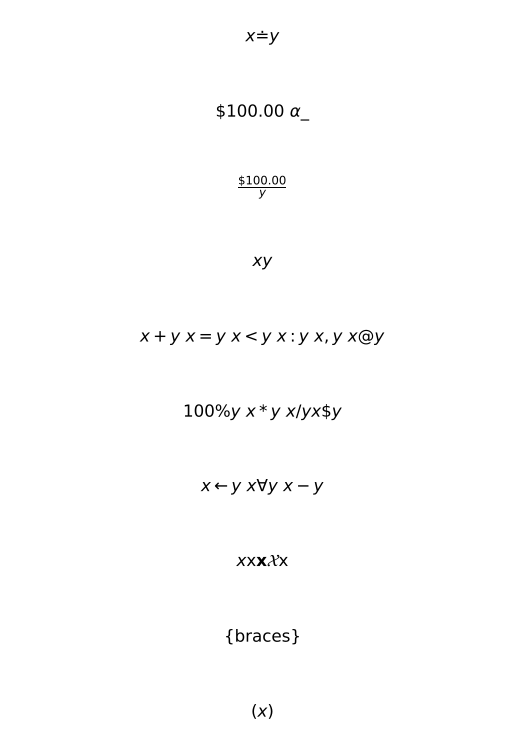 x≐y
$100.00 α_
$100.00
y
xy
x + y x = y x < y x : y x, y x@y
100%y x * y x/yx$y
x ← y x∀y x − y
xx𝐱𝒳x
{braces}
(x)